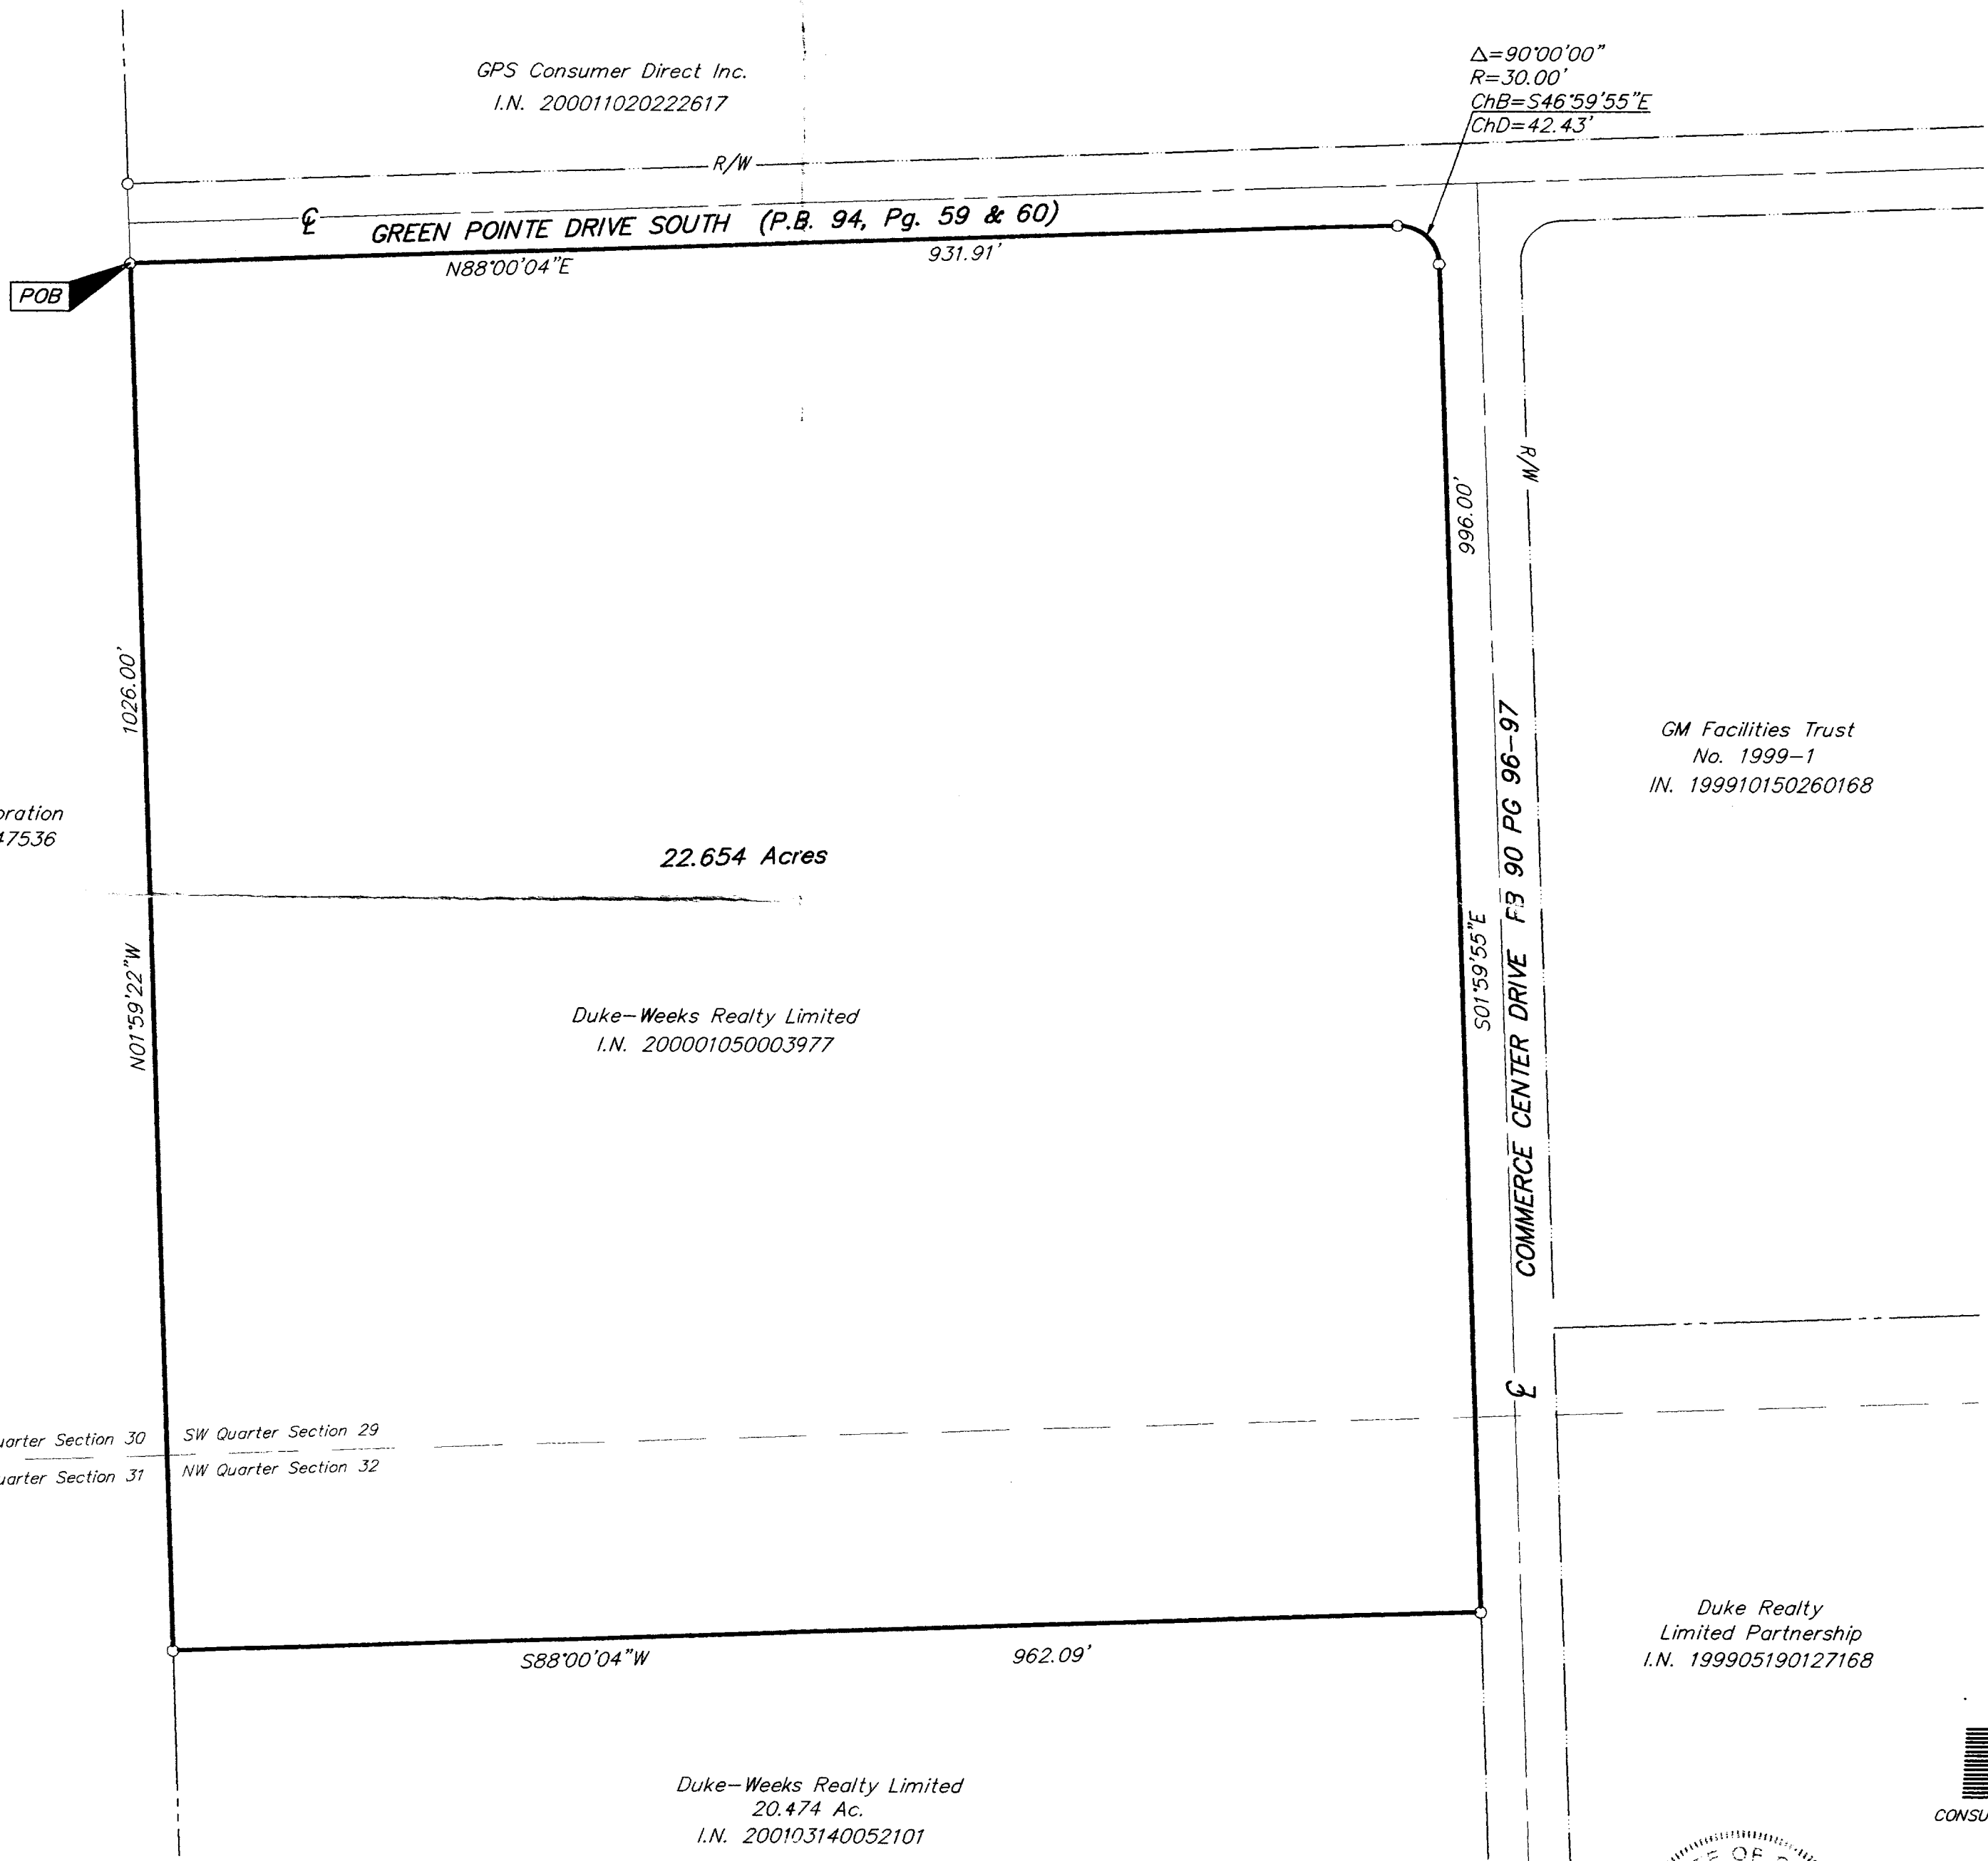 GPS Consumer Direct Inc.
I.N. 200011020222617
Δ=90°00'00"
R=30.00'
ChB=S46°59'55"E
ChD=42.43'
R/W
℄ GREEN POINTE DRIVE SOUTH (P.B. 94, Pg. 59 & 60)
N88°00'04"E 931.91'
POB
R/W
996.00'
1026.00'
GM Facilities Trust
No. 1999-1
IN. 199910150260168
oration
47536
22.654 Acres
COMMERCE CENTER DRIVE FB 90 PG 96-97
S01°59'55"E
N01°59'22"W
Duke-Weeks Realty Limited
I.N. 200001050003977
℄
uarter Section 30 SW Quarter Section 29
uarter Section 31 NW Quarter Section 32
S88°00'04"W 962.09'
Duke Realty
Limited Partnership
I.N. 199905190127168
Duke-Weeks Realty Limited
20.474 Ac.
I.N. 200103140052101
CONSU
E OF